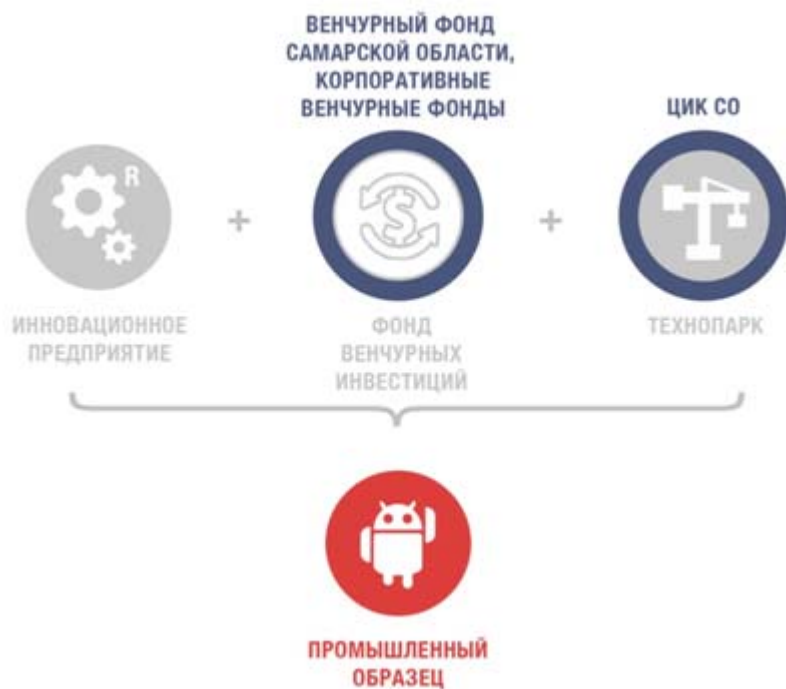 ВЕНЧУРНЫЙ ФОНД
САМАРСКОЙ ОБЛАСТИ,
КОРПОРАТИВНЫЕ
ВЕНЧУРНЫЕ ФОНДЫ
ЦИК СО
R
+
$
+
ИННОВАЦИОННОЕ
ПРЕДПРИЯТИЕ
ФОНД
ВЕНЧУРНЫХ
ИНВЕСТИЦИЙ
ТЕХНОПАРК
ПРОМЫШЛЕННЫЙ
ОБРАЗЕЦ